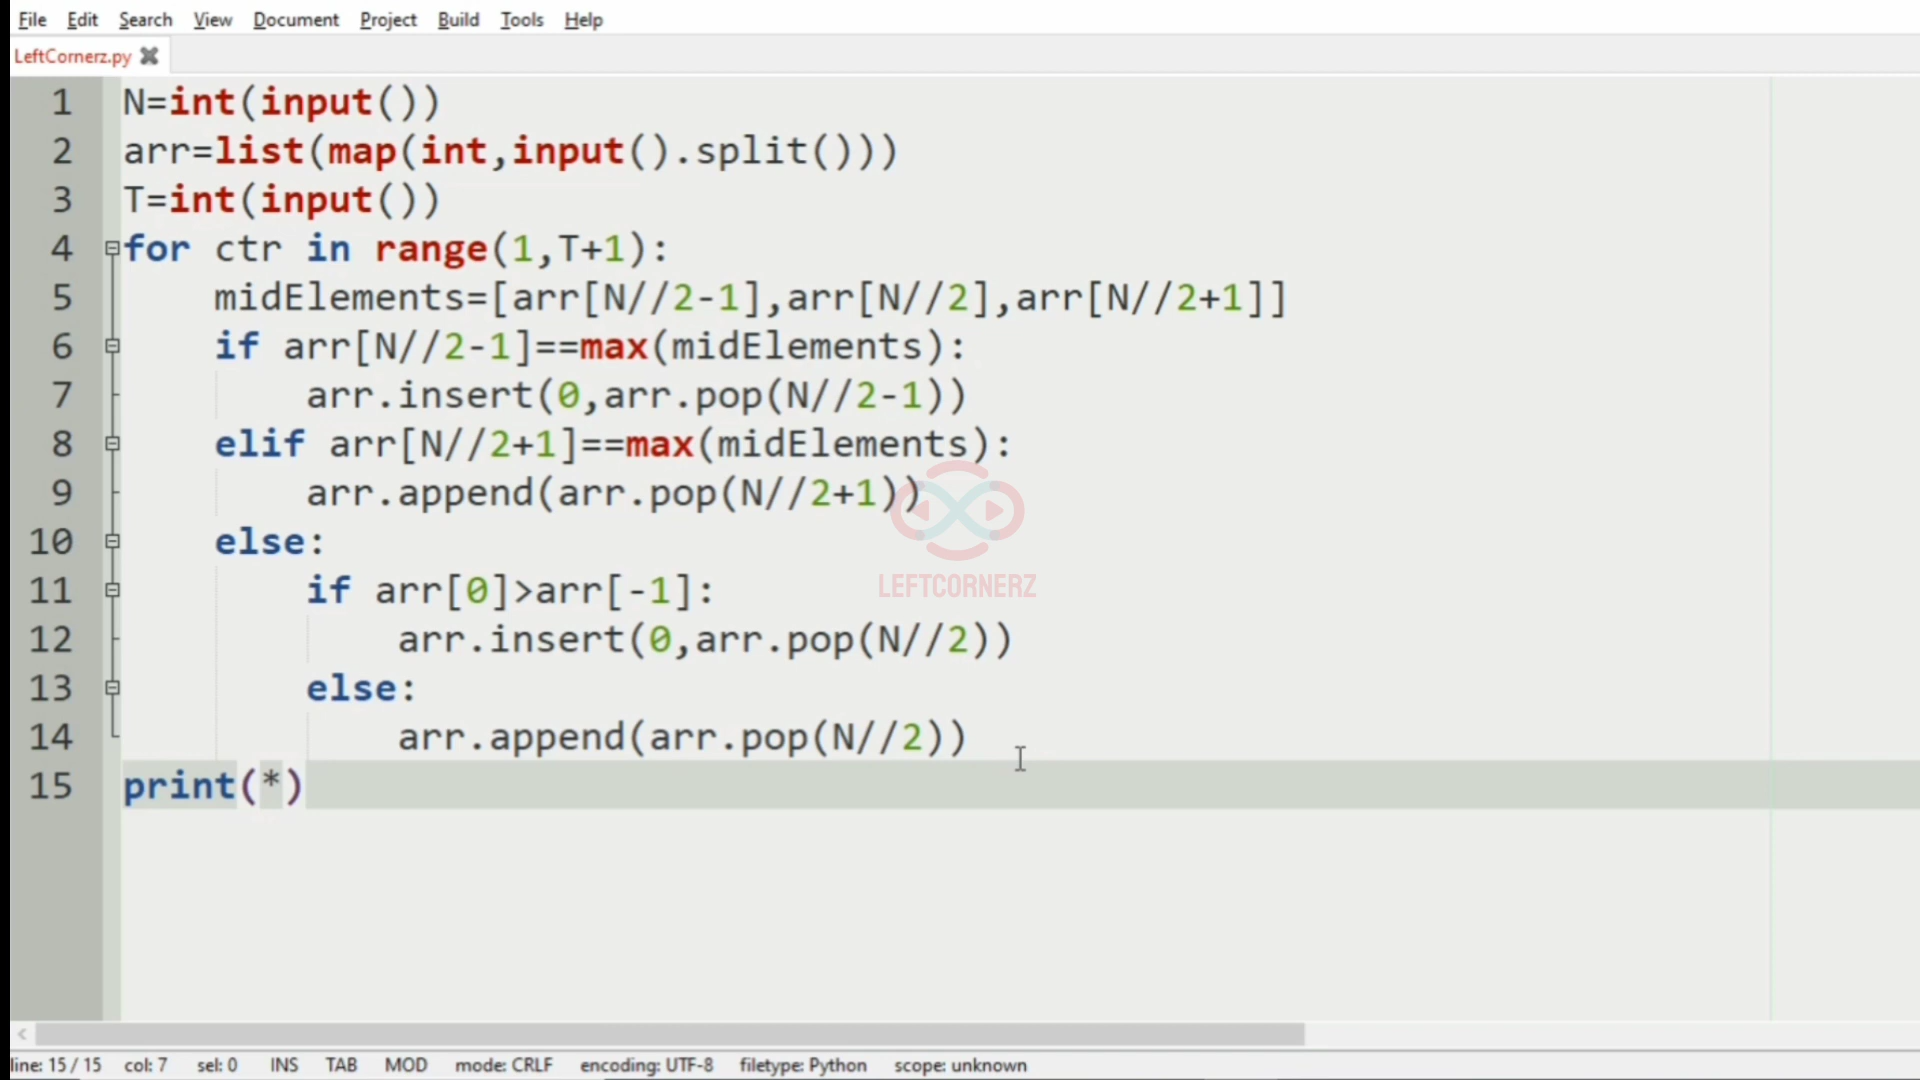 File Edit Search View Document Project Build Tools Help
LeftCornerz.py
1 N=int(input())
2 arr=list(map(int,input().split()))
3 T=int(input())
4 for ctr in range(1,T+1):
5     midElements=[arr[N//2-1],arr[N//2],arr[N//2+1]]
6     if arr[N//2-1]==max(midElements):
7         arr.insert(0,arr.pop(N//2-1))
8     elif arr[N//2+1]==max(midElements):
9         arr.append(arr.pop(N//2+1))
10     else:
11         if arr[0]>arr[-1]:
12             arr.insert(0,arr.pop(N//2))
13         else:
14             arr.append(arr.pop(N//2))
15 print(*)
LEFTCORNERZ
line: 15 / 15 col: 7 sel: 0 INS TAB MOD mode: CRLF encoding: UTF-8 filetype: Python scope: unknown